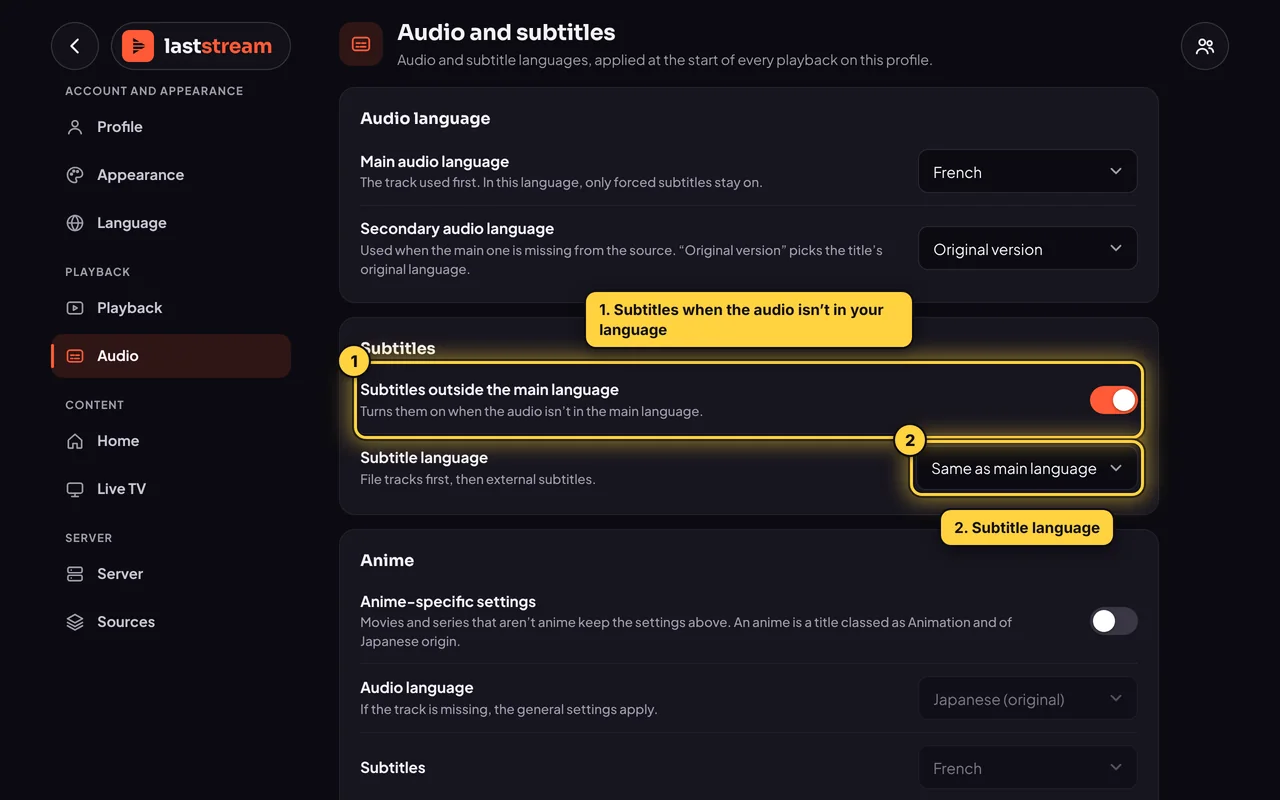 laststream
Audio and subtitles
Audio and subtitle languages, applied at the start of every playback on this profile.
ACCOUNT AND APPEARANCE
Profile
Appearance
Language
PLAYBACK
Playback
Audio
CONTENT
Home
Live TV
SERVER
Server
Sources
Audio language
Main audio language
The track used first. In this language, only forced subtitles stay on.
French
Secondary audio language
Used when the main one is missing from the source. “Original version” picks the title’s
original language.
Original version
1. Subtitles when the audio isn’t in your
language
Subtitles
1
Subtitles outside the main language
Turns them on when the audio isn’t in the main language.
2
Subtitle language
File tracks first, then external subtitles.
Same as main language
2. Subtitle language
Anime
Anime-specific settings
Movies and series that aren’t anime keep the settings above. An anime is a title classed as Animation and of
Japanese origin.
Audio language
If the track is missing, the general settings apply.
Japanese (original)
Subtitles
French